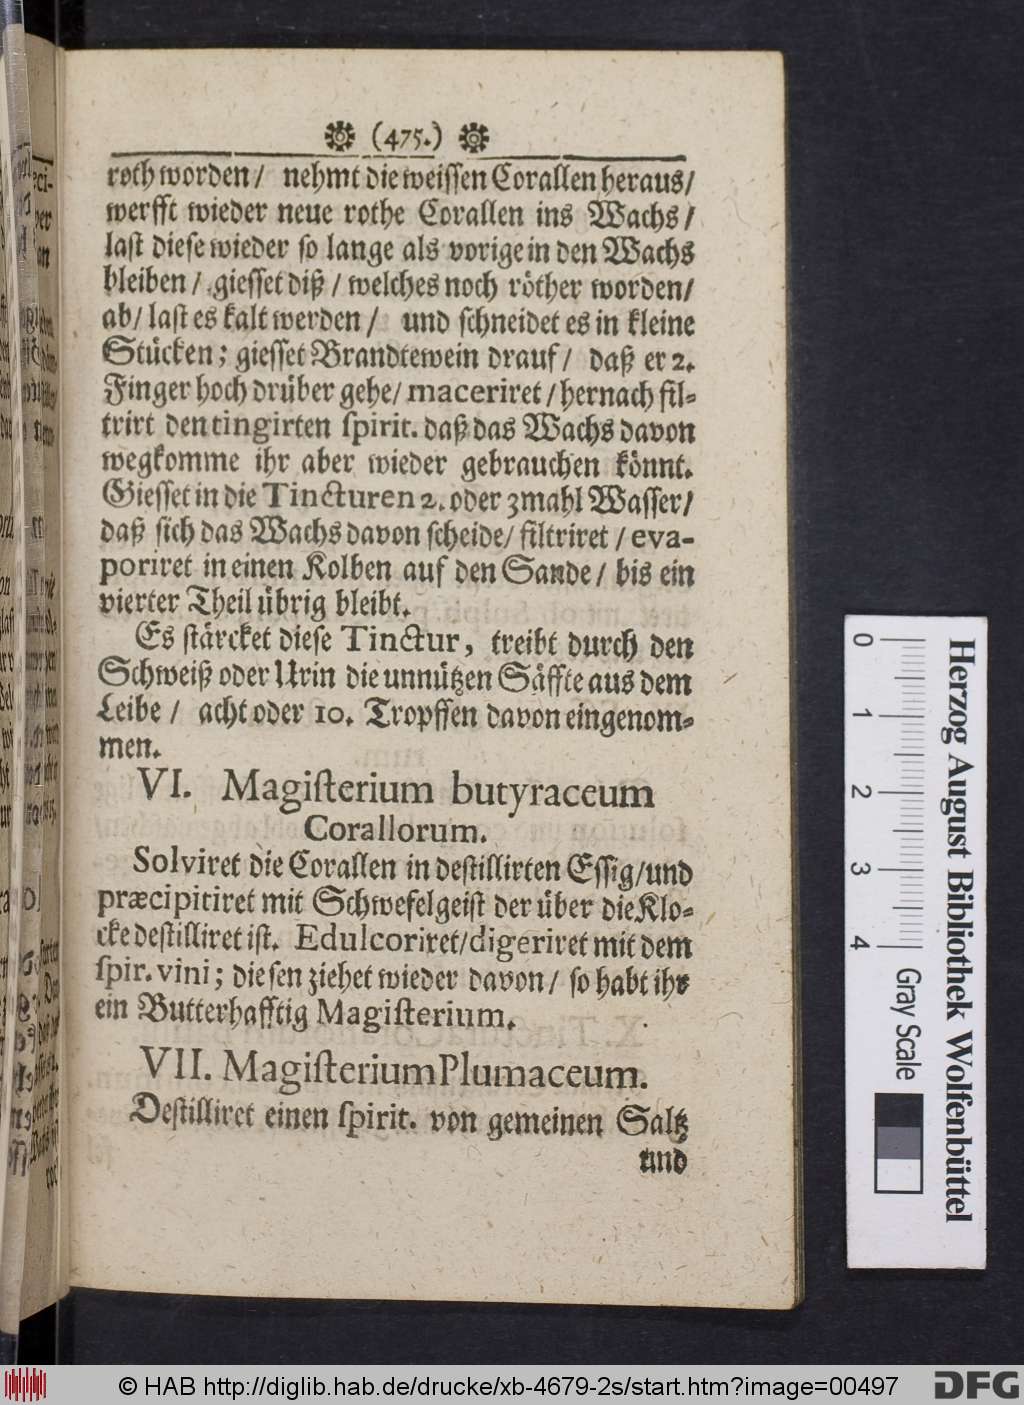 (475.)
roth worden / nehmt die weissen Corallen heraus/
werfft wieder neue rothe Corallen ins Wachs/
last diese wieder so lange als vorige in den Wachs
bleiben / giesset diß / welches noch röther worden/
ab/ last es kalt werden / und schneidet es in kleine
Stücken; giesset Brandtewein drauf / daß er 2.
Finger hoch drüber gehe/ maceriret / hernach fil-
trirt den tingirten spirit. daß das Wachs davon
wegkomme ihr aber wieder gebrauchen könnt.
Giesset in die Tincturen 2. oder 3mahl Wasser/
daß sich das Wachs davon scheide/ filtriret / eva-
poriret in einen Kolben auf den Sande / bis ein
vierter Theil übrig bleibt.
Es stärcket diese Tinctur, treibt durch den
Schweiß oder Urin die unnützen Säffte aus dem
Leibe / acht oder 10. Tropffen davon eingenom-
men.
VI. Magisterium butyraceum
Corallorum.
Solviret die Corallen in destillirten Essig/und
præcipitiret mit Schwefelgeist der über die Klo-
cke destilliret ist. Edulcoriret/digeriret mit dem
spir. vini; diesen ziehet wieder davon / so habt ihr
ein Butterhafftig Magisterium.
VII. Magisterium Plumaceum.
Destilliret einen spirit. von gemeinen Saltz
und
0 1 2 3 4
Gray Scale
Herzog August Bibliothek Wolfenbüttel
© HAB http://diglib.hab.de/drucke/xb-4679-2s/start.htm?image=00497
DFG